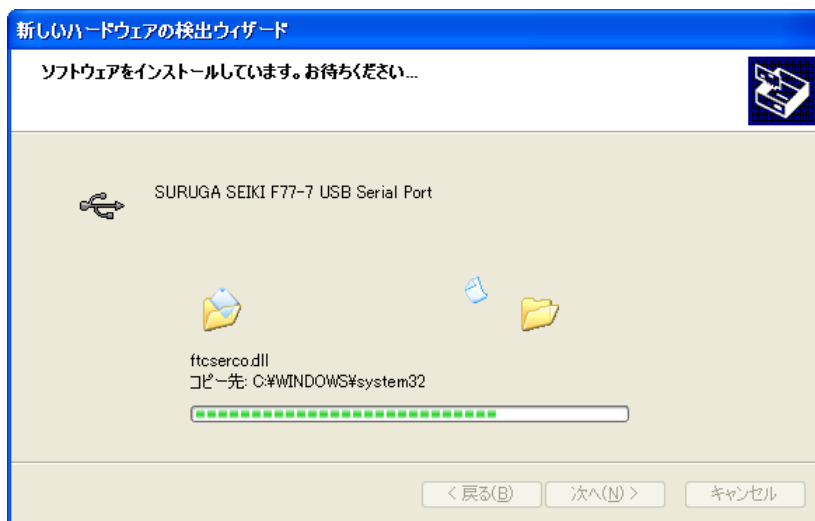 新しいハードウェアの検出ウィザード
ソフトウェアをインストールしています。お待ちください...
SURUGA SEIKI F77-7 USB Serial Port
ftcserco.dll
コピー先: C:¥WINDOWS¥system32
< 戻る(B)
次へ(N) >
キャンセル